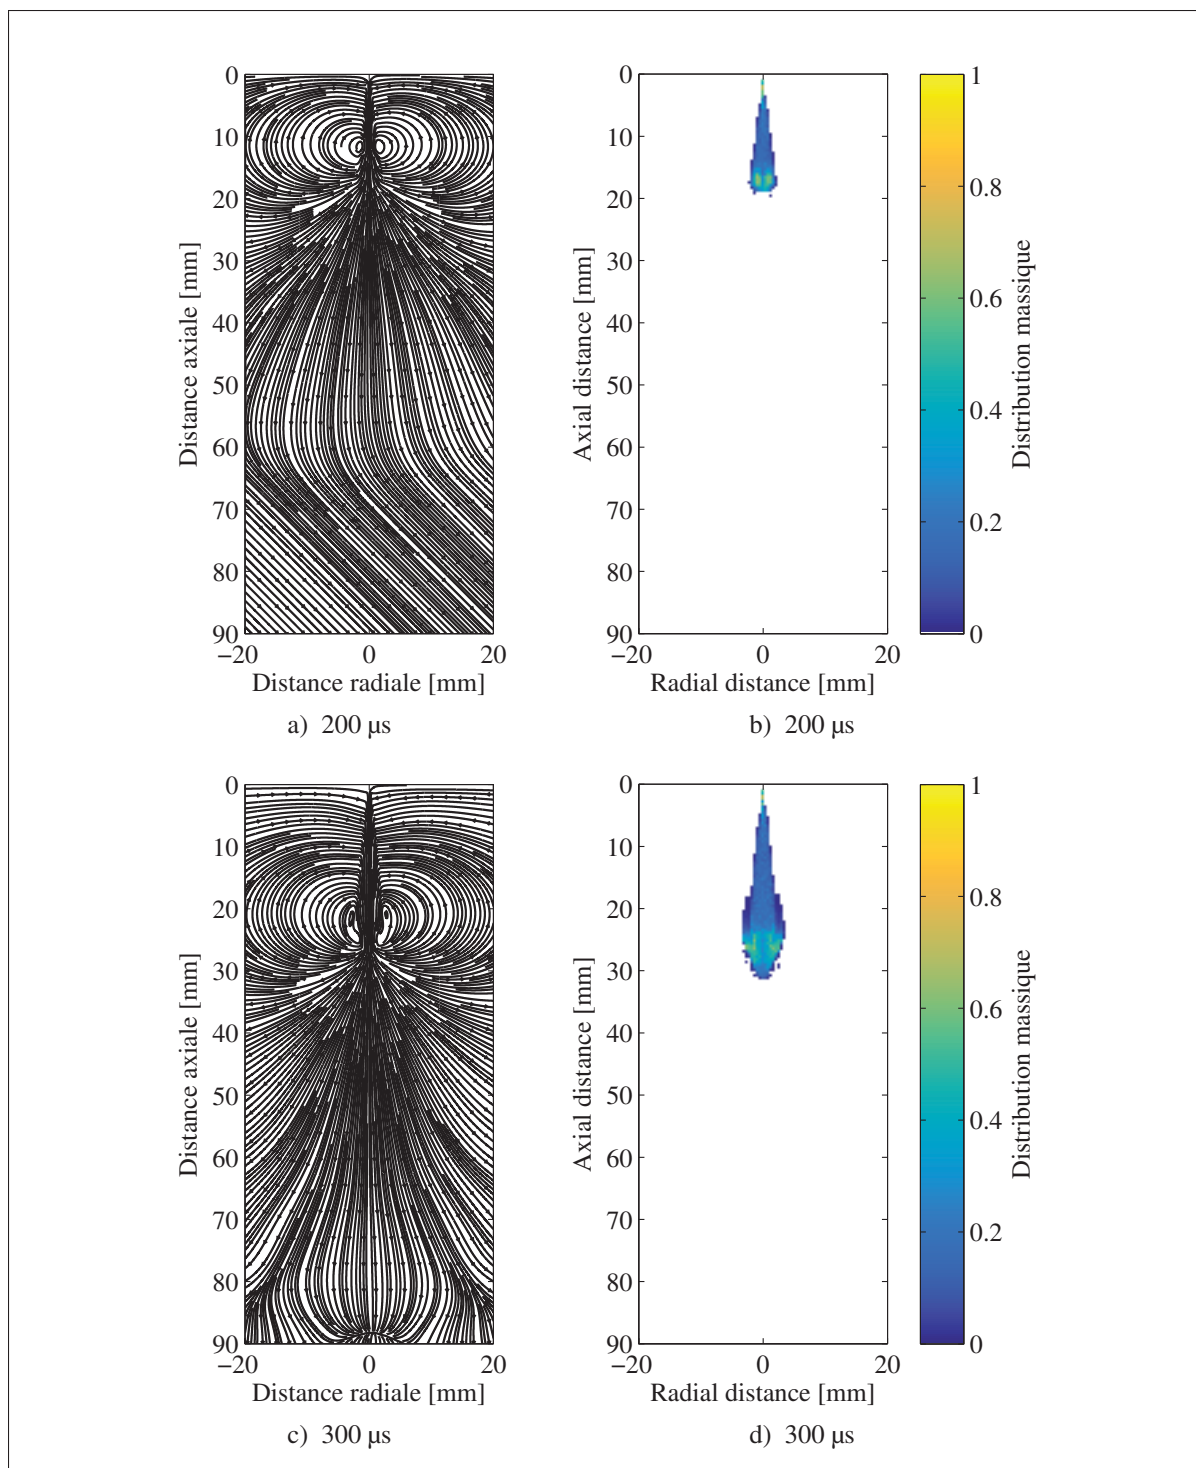 0
10
20
30
40
50
60
70
80
90
Distance axiale [mm]
−20 0 20
Distance radiale [mm]
a) 200 µs
0
10
20
30
40
50
60
70
80
90
Axial distance [mm]
−20 0 20
Radial distance [mm]
b) 200 µs
1
0.8
0.6
0.4
0.2
0
Distribution massique
0
10
20
30
40
50
60
70
80
90
Distance axiale [mm]
−20 0 20
Distance radiale [mm]
c) 300 µs
0
10
20
30
40
50
60
70
80
90
Axial distance [mm]
−20 0 20
Radial distance [mm]
d) 300 µs
1
0.8
0.6
0.4
0.2
0
Distribution massique